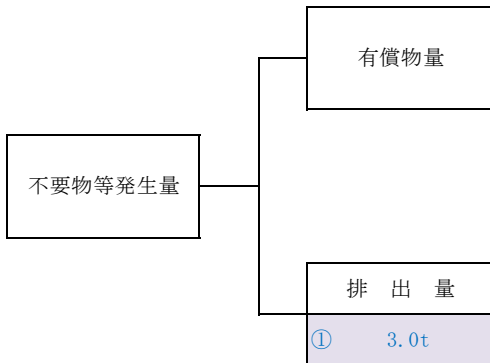 有償物量
不要物等発生量
排 出 量
① 3.0t